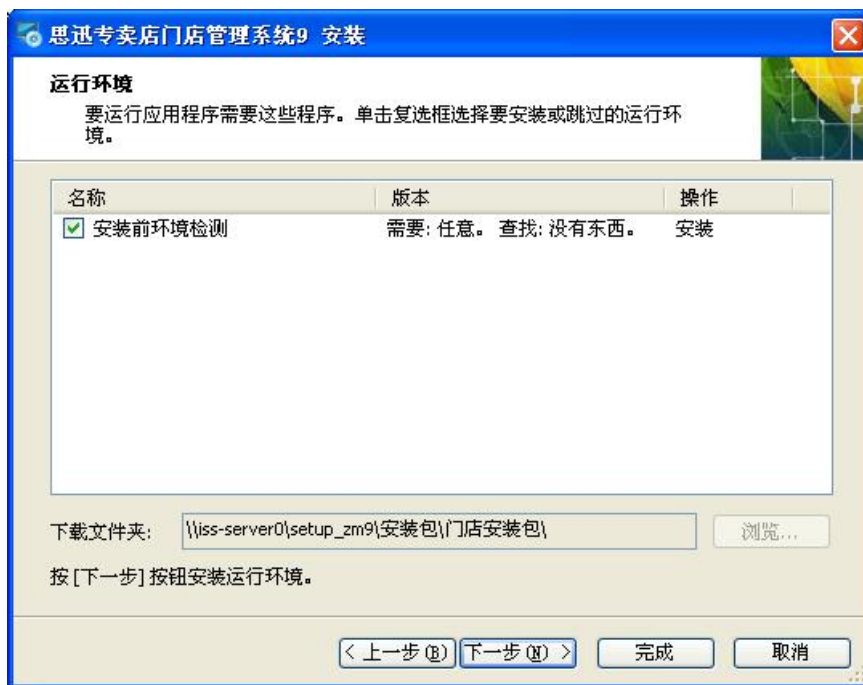 思迅专卖店门店管理系统9 安装
运行环境
要运行应用程序需要这些程序。单击复选框选择要安装或跳过的运行环
境。
名称 版本 操作
安装前环境检测 需要: 任意。 查找: 没有东西。 安装
下载文件夹: \\iss-server0\setup_zm9\安装包\门店安装包\ 浏览...
按[下一步]按钮安装运行环境。
< 上一步(B) 下一步(N) > 完成 取消